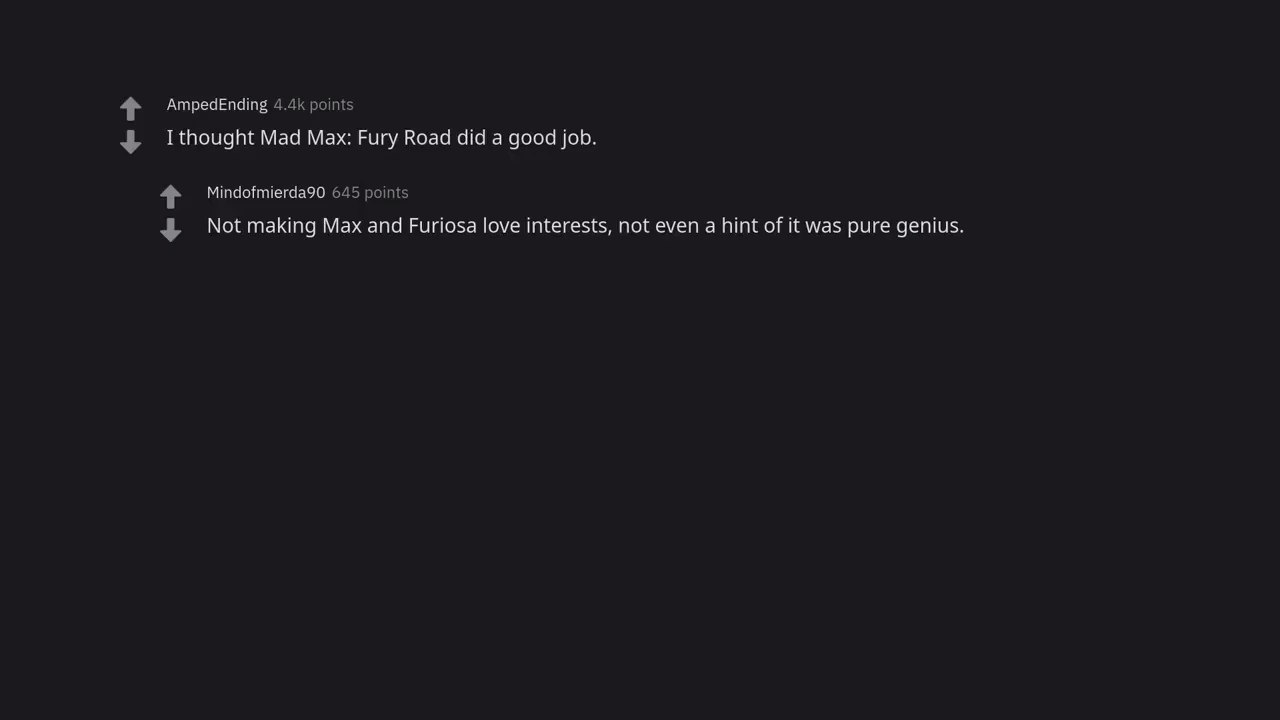 AmpedEnding 4.4k points
I thought Mad Max: Fury Road did a good job.
Mindofmierda90 645 points
Not making Max and Furiosa love interests, not even a hint of it was pure genius.